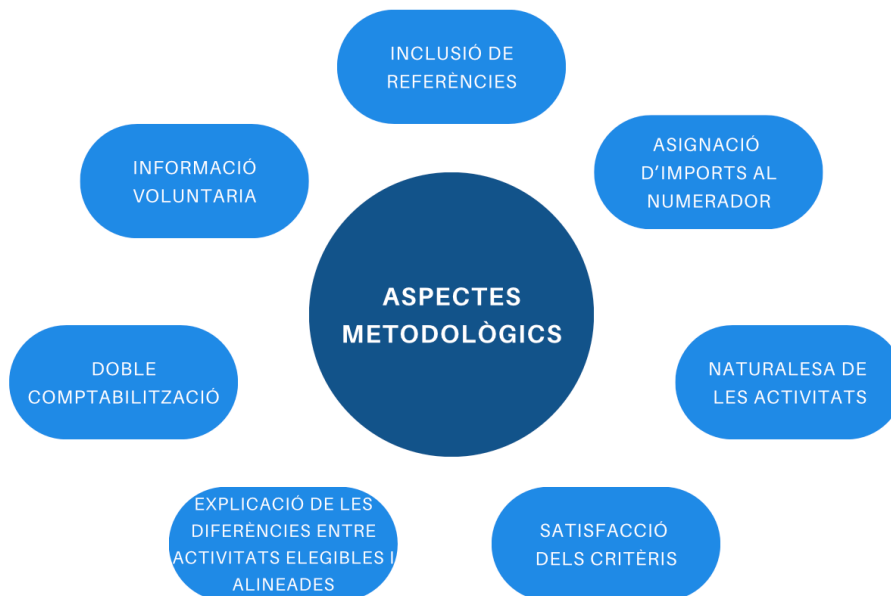 INCLUSIÓ DE
REFERÈNCIES
ASIGNACIÓ
D'IMPORTS AL
NUMERADOR
INFORMACIÓ
VOLUNTARIA
ASPECTES
METODOLÒGICS
DOBLE
COMPTABILITZACIÓ
NATURALESA DE
LES ACTIVITATS
EXPLICACIÓ DE LES
DIFERÈNCIES ENTRE
ACTIVITATS ELEGIBLES I
ALINEADES
SATISFACCIÓ
DELS CRITÈRIS